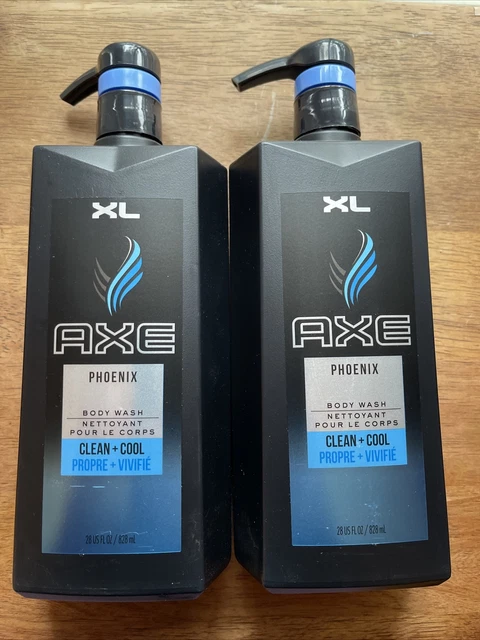 XL
AXE
PHOENIX
BODY WASH
NETTOYANT
POUR LE CORPS
CLEAN + COOL
PROPRE + VIVIFIÉ
28 US FL OZ / 828 mL
XL
AXE
PHOENIX
BODY WASH
NETTOYANT
POUR LE CORPS
CLEAN + COOL
PROPRE + VIVIFIÉ
28 US FL OZ / 828 mL